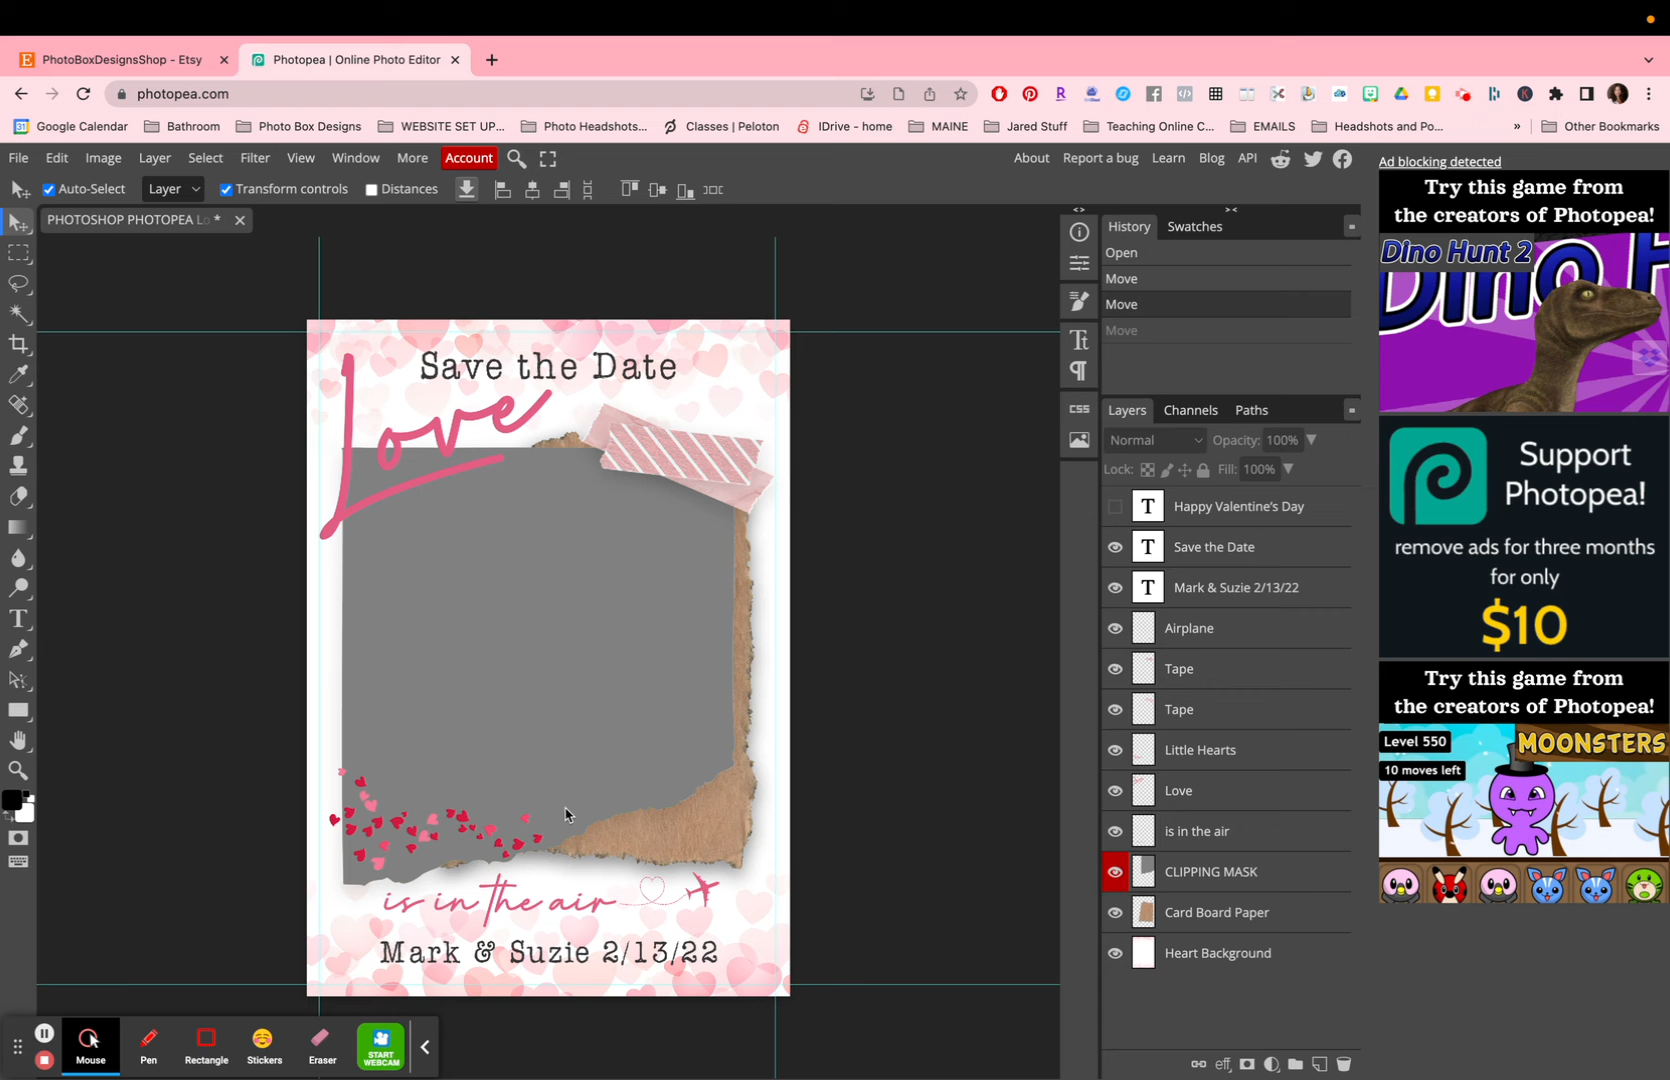 PhotoBoxDesignsShop - Etsy
Photopea | Online Photo Editor
photopea.com
Google Calendar
Bathroom
Photo Box Designs
WEBSITE SET UP...
Photo Headshots...
Classes | Peloton
IDrive - home
MAINE
Jared Stuff
Teaching Online C...
EMAILS
Headshots and Po...
»
Other Bookmarks
File Edit Image Layer Select Filter View Window More Account
About Report a bug Learn Blog API
Auto-Select Layer Transform controls Distances
PHOTOSHOP PHOTOPEA Lo *
Save the Date
Love
is in the air
Mark & Suzie 2/13/22
History Swatches
Open
Move
Move
Move
CSS
Layers Channels Paths
Normal Opacity: 100%
Lock: Fill: 100%
T Happy Valentine's Day
T Save the Date
T Mark & Suzie 2/13/22
Airplane
Tape
Tape
Little Hearts
Love
is in the air
CLIPPING MASK
Card Board Paper
Heart Background
eff
Ad blocking detected
Try this game from
the creators of Photopea!
Dino Hunt 2
Support
Photopea!
remove ads for three months
for only
$10
Try this game from
the creators of Photopea!
Level 550
MOONSTERS
10 moves left
Mouse
Pen
Rectangle
Stickers
Eraser
START
WEBCAM